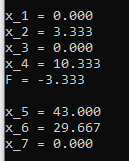 x_1 = 0.000
x_2 = 3.333
x_3 = 0.000
x_4 = 10.333
F = -3.333

x_5 = 43.000
x_6 = 29.667
x_7 = 0.000